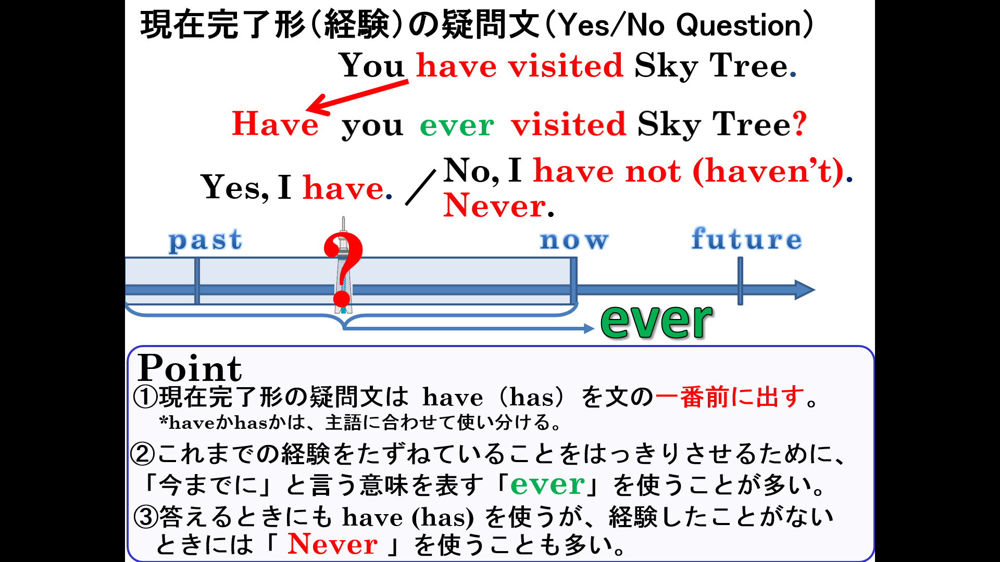 現在完了形（経験）の疑問文（Yes/No Question）
You have visited Sky Tree.
Have you ever visited Sky Tree?
Yes, I have. ／ No, I have not (haven't).
Never.
past now future
?
ever
Point
①現在完了形の疑問文は have（has）を文の一番前に出す。
*haveかhasかは、主語に合わせて使い分ける。
②これまでの経験をたずねていることをはっきりさせるために、
「今までに」と言う意味を表す「ever」を使うことが多い。
③答えるときにも have (has) を使うが、経験したことがない
ときには「 Never 」を使うことも多い。